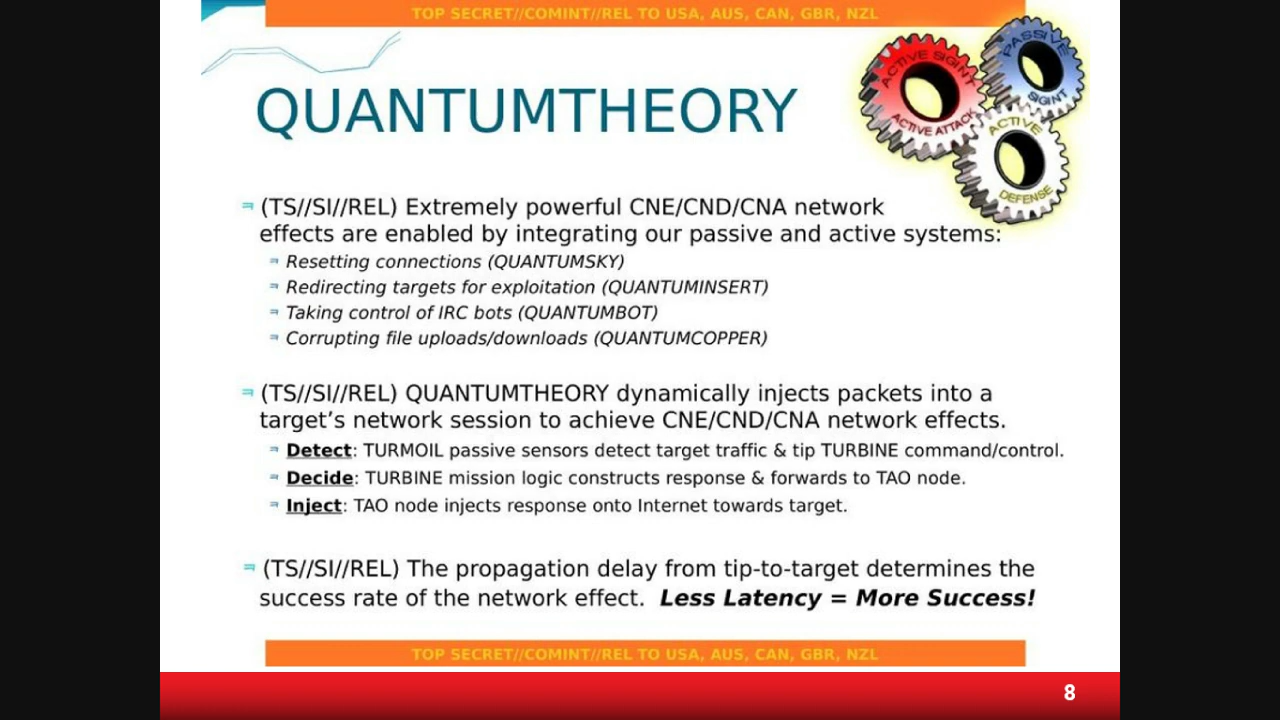 TOP SECRET//COMINT//REL TO USA, AUS, CAN, GBR, NZL
QUANTUMTHEORY
ACTIVE SIGINT
ACTIVE ATTACK
PASSIVE
SIGINT
ACTIVE
DEFENSE
(TS//SI//REL) Extremely powerful CNE/CND/CNA network
effects are enabled by integrating our passive and active systems:
Resetting connections (QUANTUMSKY)
Redirecting targets for exploitation (QUANTUMINSERT)
Taking control of IRC bots (QUANTUMBOT)
Corrupting file uploads/downloads (QUANTUMCOPPER)
(TS//SI//REL) QUANTUMTHEORY dynamically injects packets into a
target’s network session to achieve CNE/CND/CNA network effects.
Detect: TURMOIL passive sensors detect target traffic & tip TURBINE command/control.
Decide: TURBINE mission logic constructs response & forwards to TAO node.
Inject: TAO node injects response onto Internet towards target.
(TS//SI//REL) The propagation delay from tip-to-target determines the
success rate of the network effect. Less Latency = More Success!
TOP SECRET//COMINT//REL TO USA, AUS, CAN, GBR, NZL
8